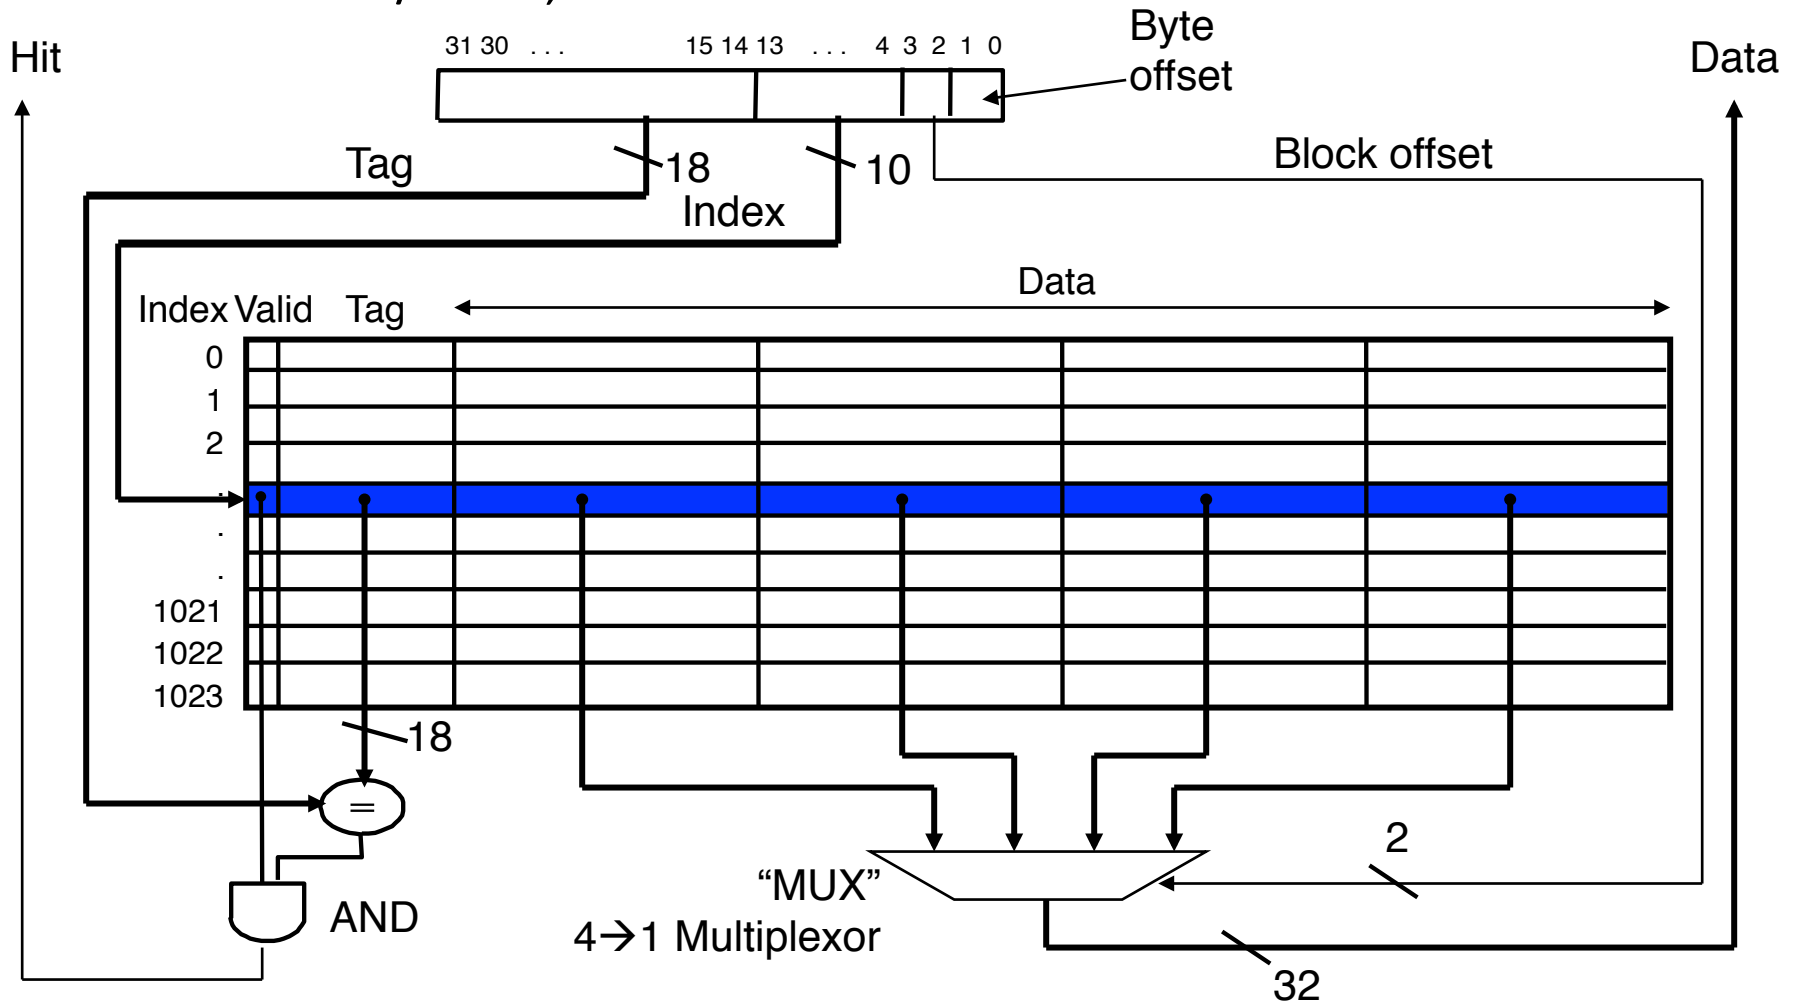 Hit
31 30 . . .
15 14 13 . . . 4 3 2 1 0
Byte
offset
Data
Tag
18
10
Index
Block offset
Data
Index Valid Tag
0
1
2
.
.
.
1021
1022
1023
18
=
2
“MUX”
4→1 Multiplexor
AND
32